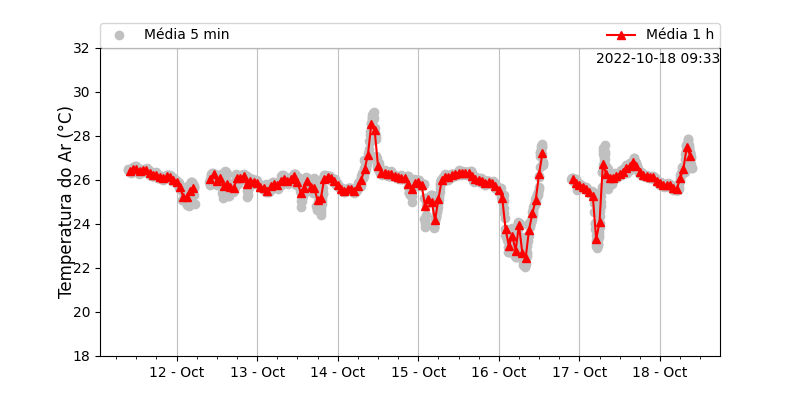 Média 5 min
Média 1 h
2022-10-18 09:33
Temperatura do Ar (°C)
32
30
28
26
24
22
20
18
12 - Oct
13 - Oct
14 - Oct
15 - Oct
16 - Oct
17 - Oct
18 - Oct